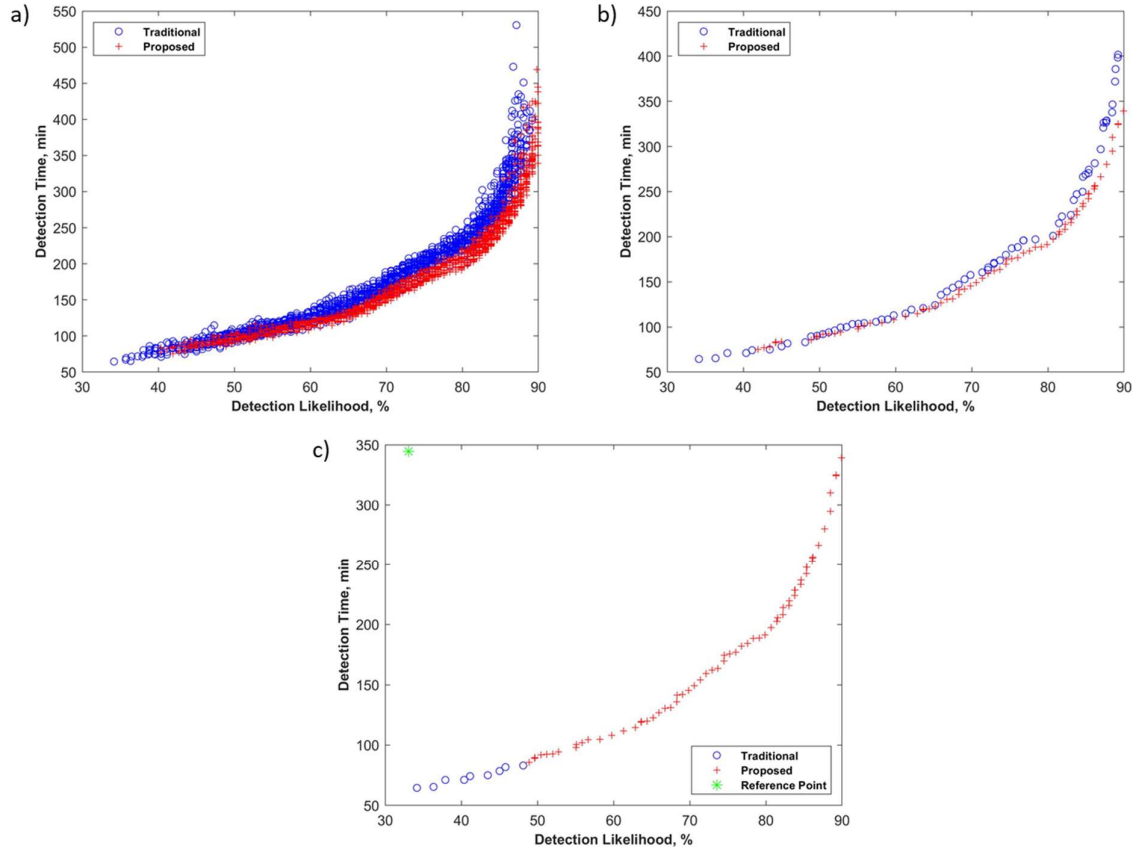 a)
550
500
450
400
350
300
250
200
150
100
50
Detection Time, min
Traditional
Proposed
30 40 50 60 70 80 90
Detection Likelihood, %
b)
450
400
350
300
250
200
150
100
50
Detection Time, min
Traditional
Proposed
30 40 50 60 70 80 90
Detection Likelihood, %
c)
350
300
250
200
150
100
50
Detection Time, min
Traditional
Proposed
Reference Point
30 40 50 60 70 80 90
Detection Likelihood, %